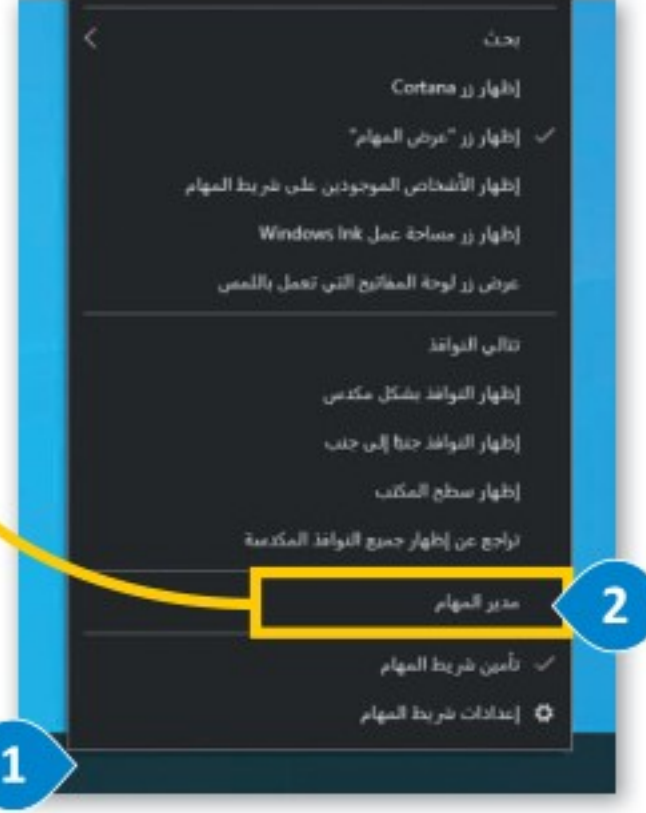 بحث
إظهار زر Cortana
إظهار زر "عرض المهام"
إظهار الأشخاص الموجودين على شريط المهام
إظهار زر مساحة عمل Windows Ink
عرض زر لوحة المفاتيح التي تعمل باللمس
تتالي النوافذ
إظهار النوافذ بشكل مكدس
إظهار النوافذ جنبًا إلى جنب
إظهار سطح المكتب
تراجع عن إظهار جميع النوافذ المكدسة
مدير المهام
2
تأمين شريط المهام
إعدادات شريط المهام
1